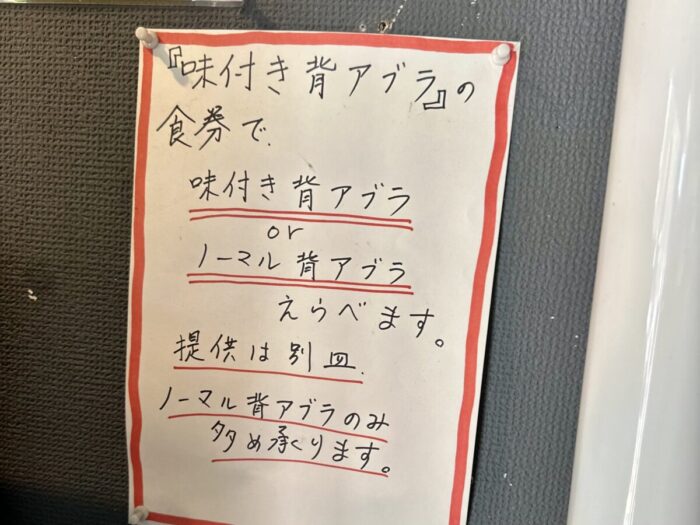 『味付き背アブラ』の
食券で、
味付き背アブラ
or
ノーマル背アブラ
えらべます。
提供は別皿.
ノーマル背アブラのみ
多め承ります。